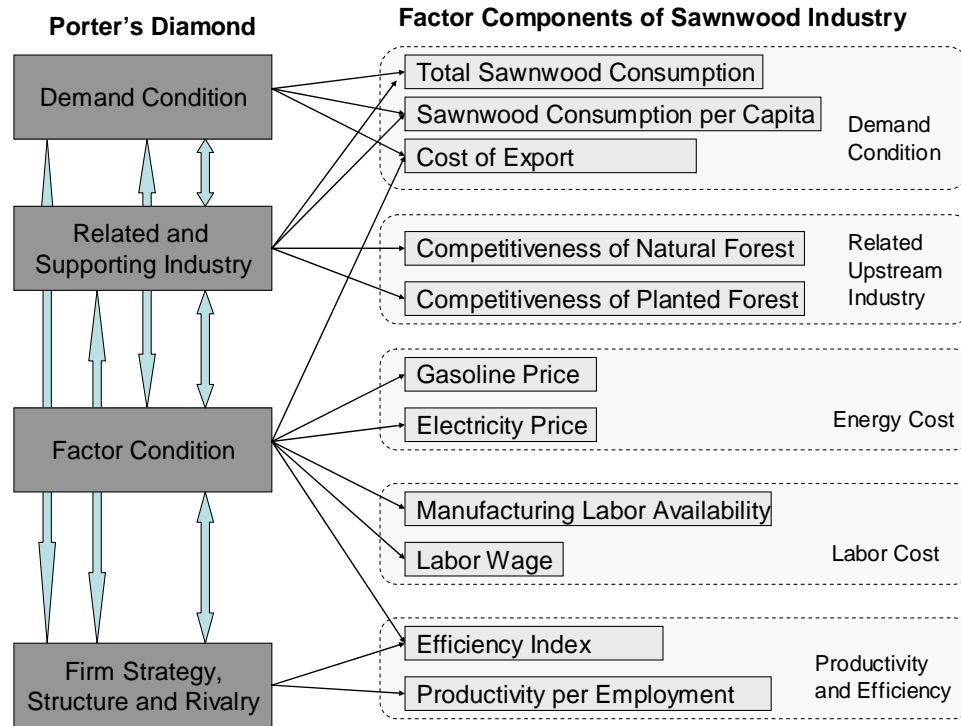 Porter's Diamond
Factor Components of Sawnwood Industry
Demand Condition
Related and
Supporting Industry
Factor Condition
Firm Strategy,
Structure and Rivalry
Total Sawnwood Consumption
Sawnwood Consumption per Capita
Cost of Export
Demand
Condition
Competitiveness of Natural Forest
Competitiveness of Planted Forest
Related
Upstream
Industry
Gasoline Price
Electricity Price
Energy Cost
Manufacturing Labor Availability
Labor Wage
Labor Cost
Efficiency Index
Productivity per Employment
Productivity
and Efficiency